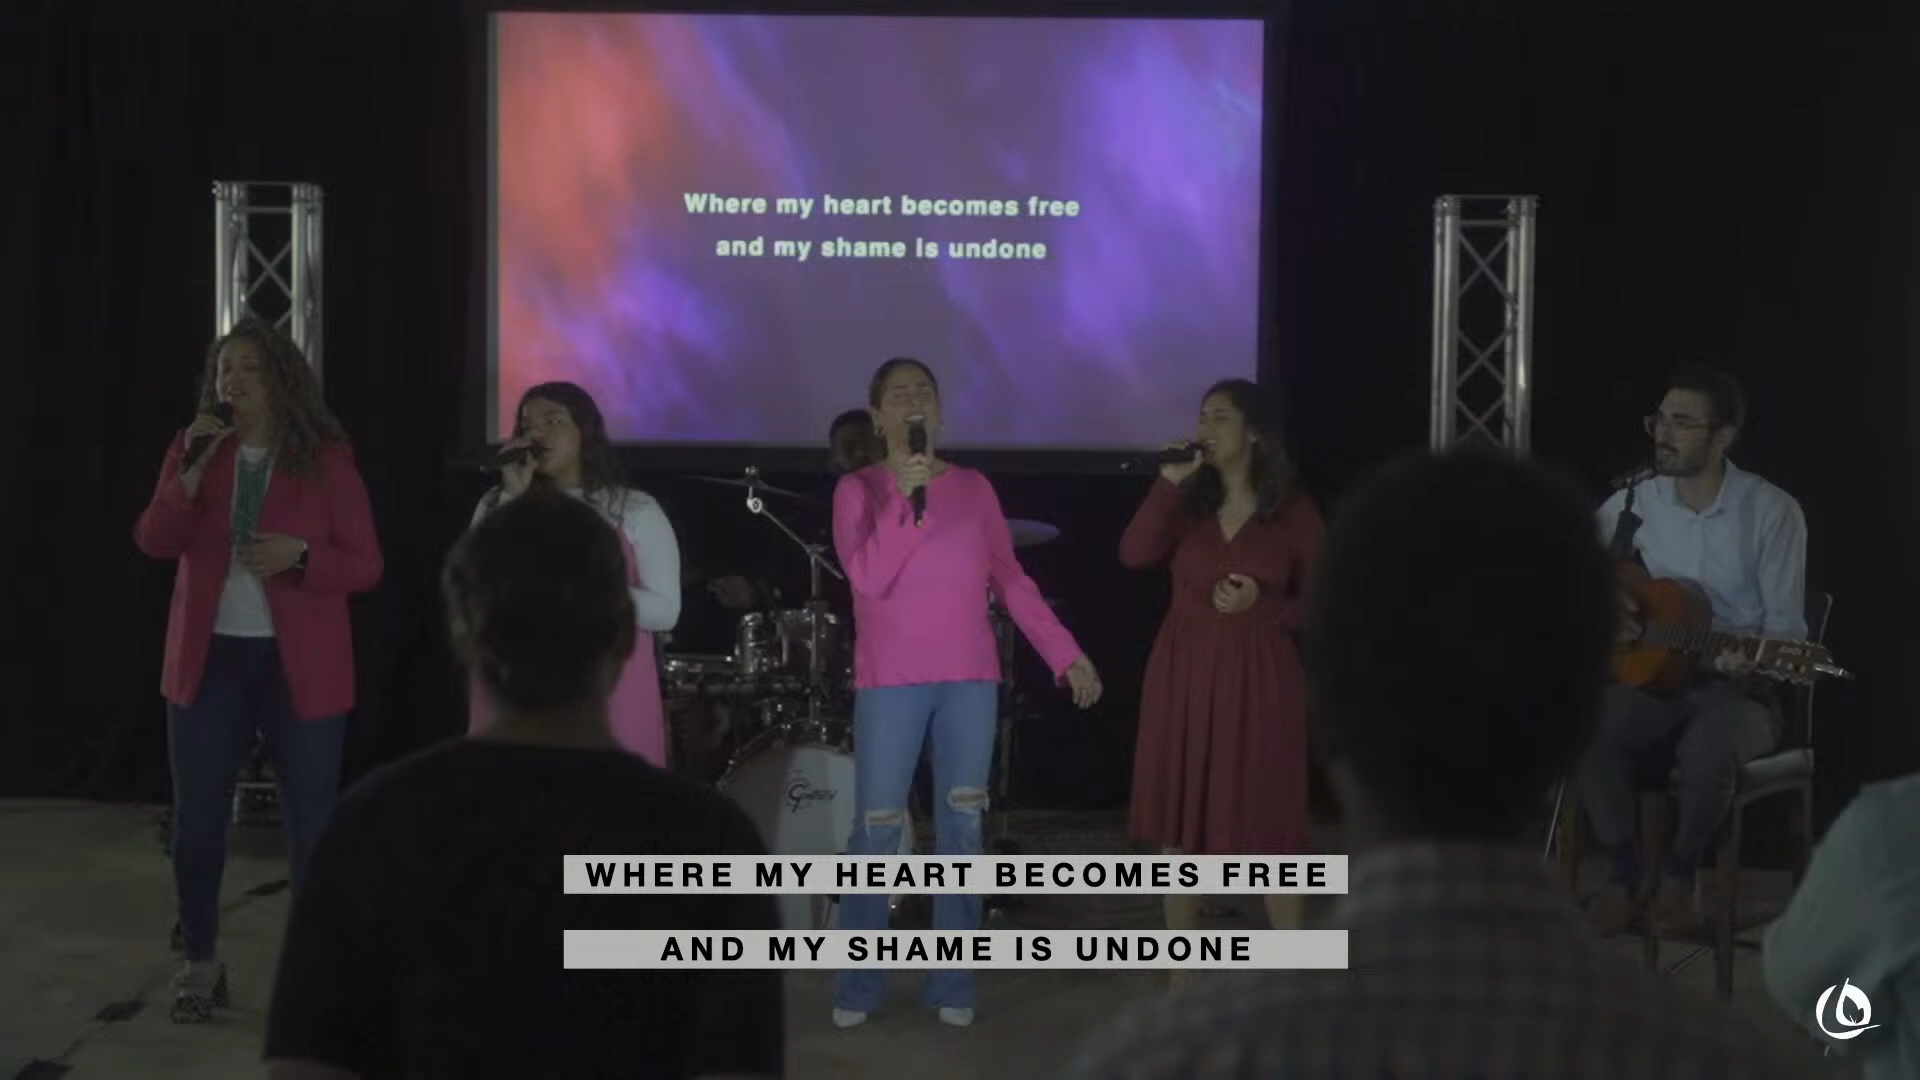 Where my heart becomes free
and my shame is undone
Gretsch
WHERE MY HEART BECOMES FREE
AND MY SHAME IS UNDONE